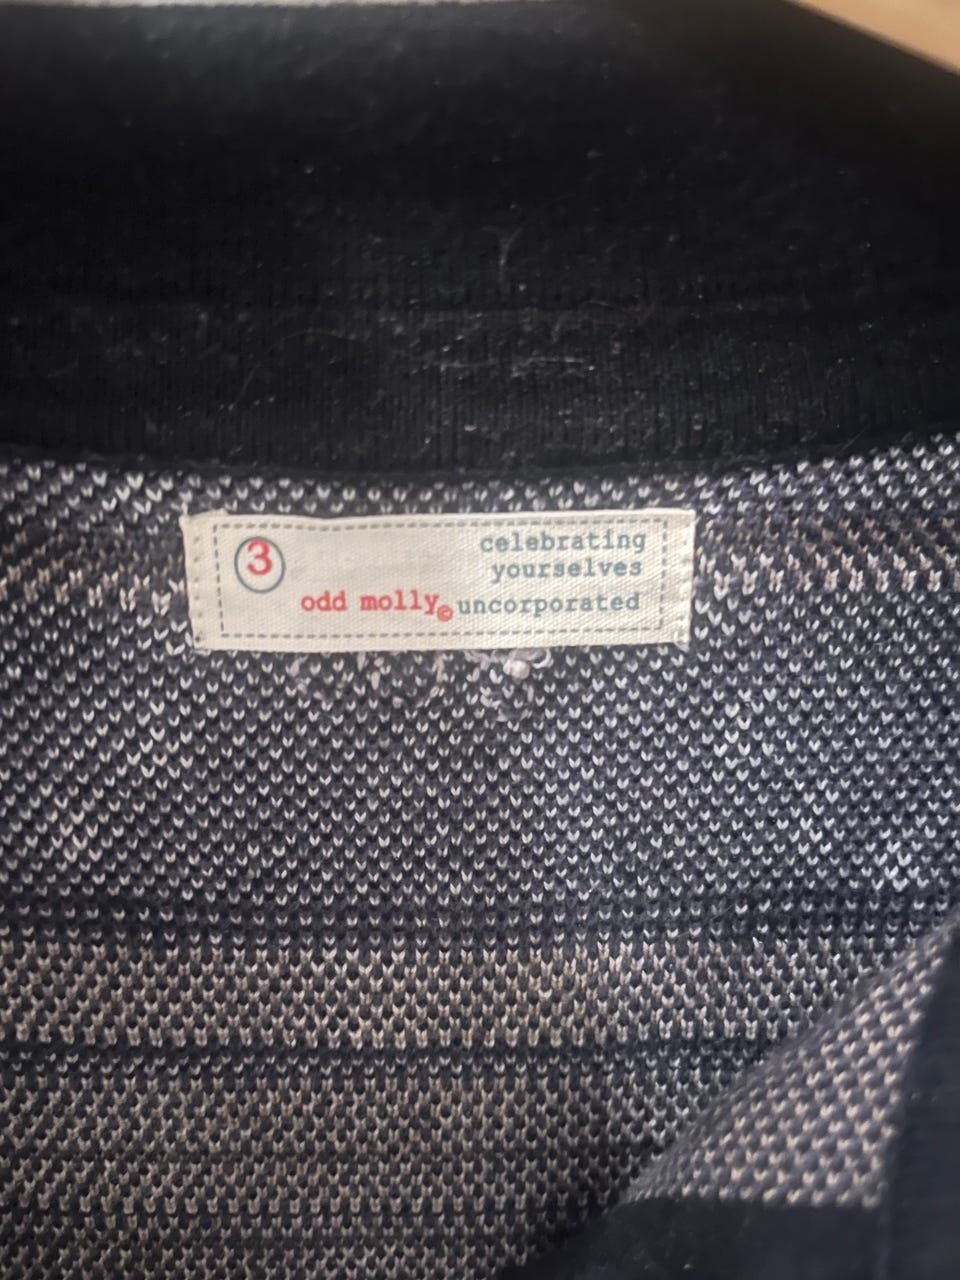 3
celebrating
yourselves
odd molly© uncorporated